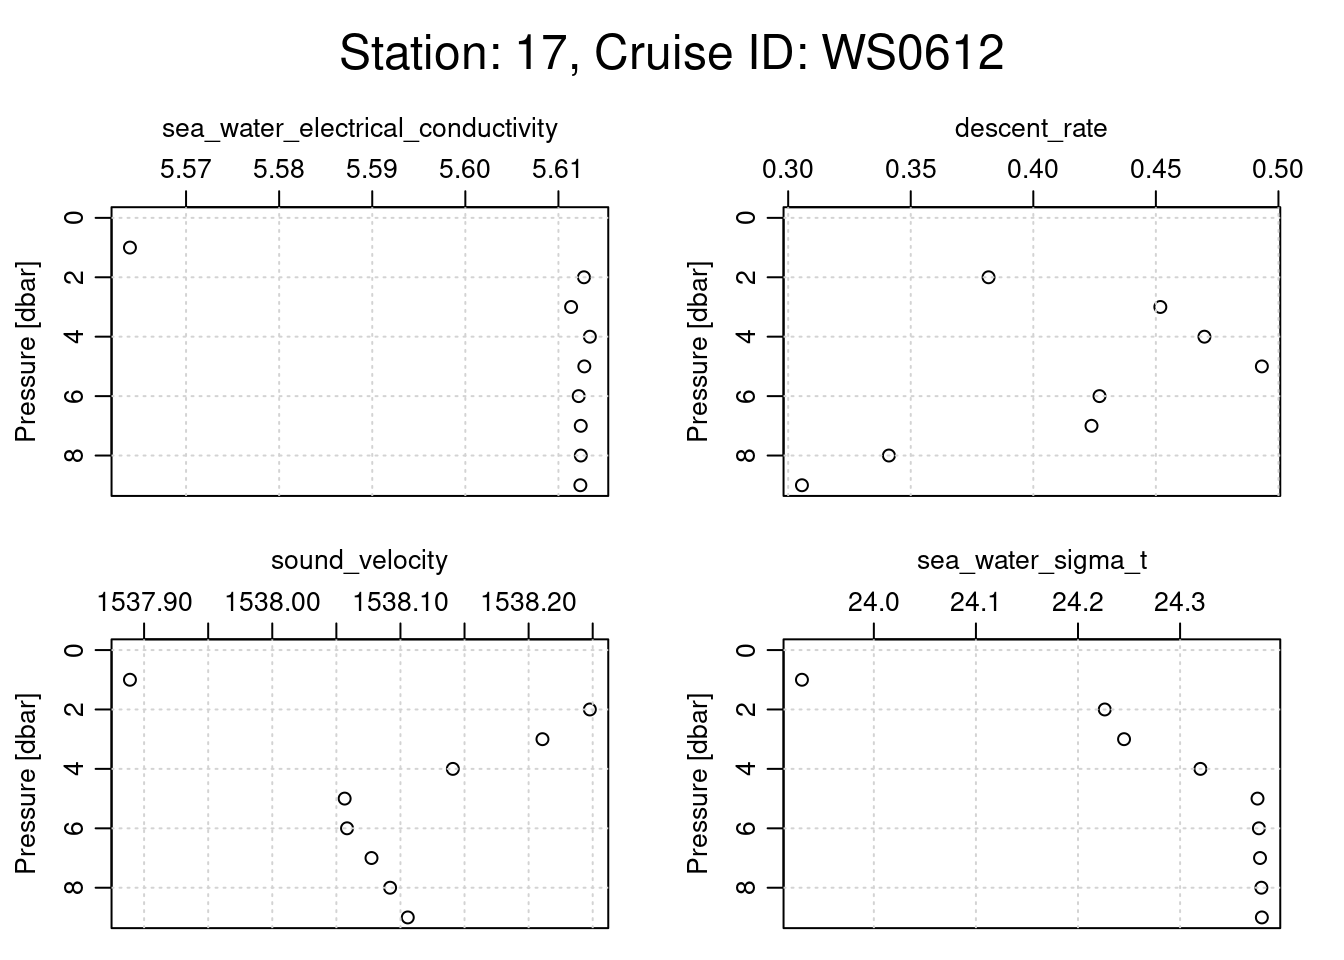 Station: 17, Cruise ID: WS0612
sea_water_electrical_conductivity
5.57 5.58 5.59 5.60 5.61
Pressure [dbar]
0
2
4
6
8
descent_rate
0.30 0.35 0.40 0.45 0.50
Pressure [dbar]
0
2
4
6
8
sound_velocity
1537.90 1538.00 1538.10 1538.20
Pressure [dbar]
0
2
4
6
8
sea_water_sigma_t
24.0 24.1 24.2 24.3
Pressure [dbar]
0
2
4
6
8